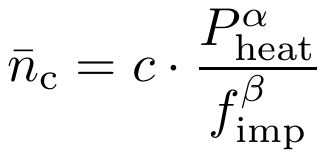 n̄_c = c · P_heat^α / f_imp^β